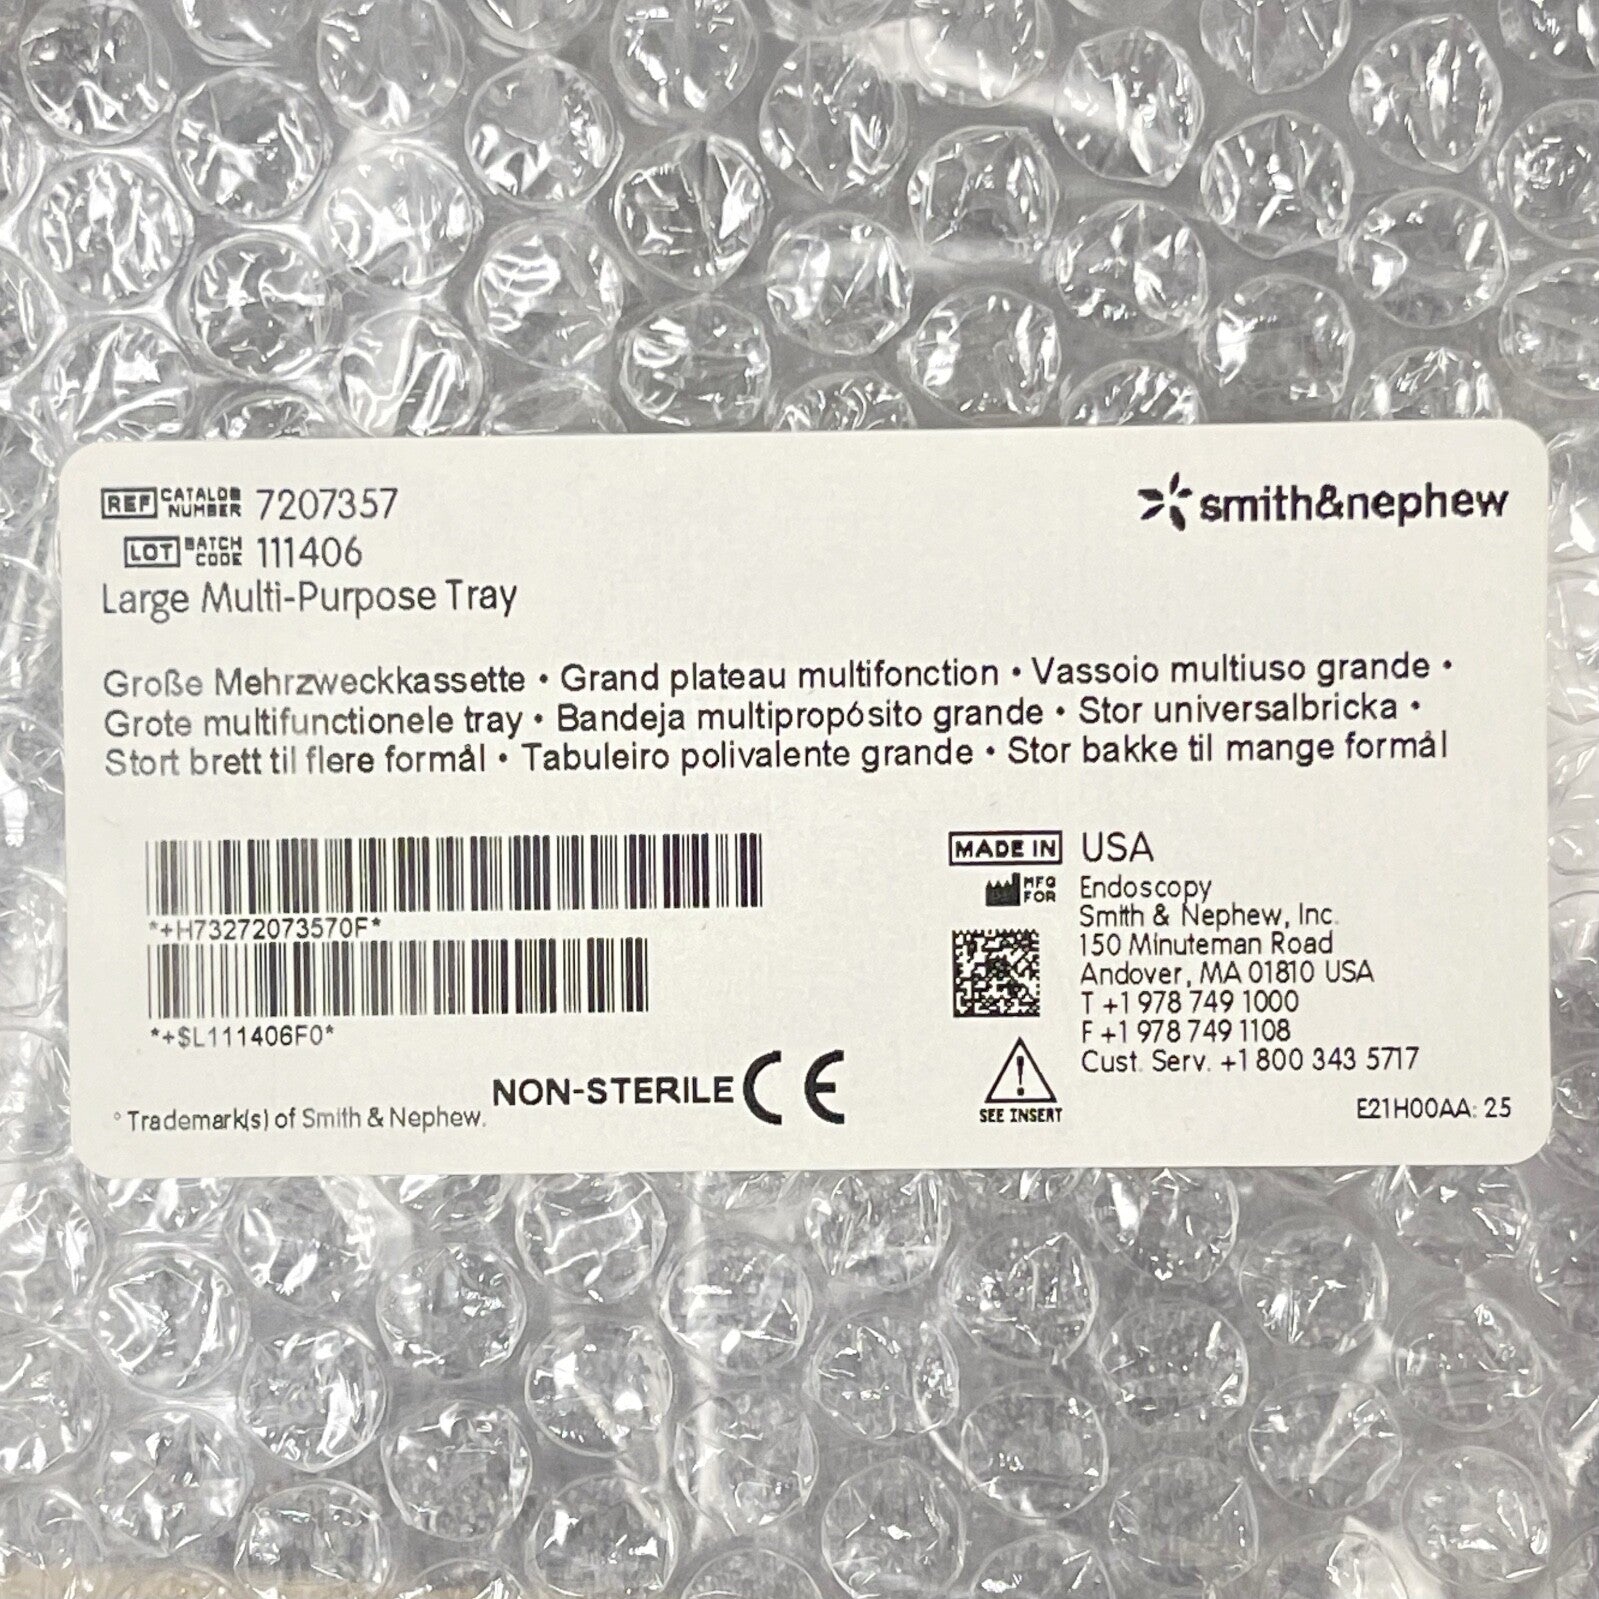 REF CATALOG NUMBER 7207357
LOT BATCH CODE 111406
Large Multi-Purpose Tray
smith&nephew
Große Mehrzweckkassette • Grand plateau multifonction • Vassoio multiuso grande •
Grote multifunctionele tray • Bandeja multipropósito grande • Stor universalbricka •
Stort brett til flere formål • Tabuleiro polivalente grande • Stor bakke til mange formål
*+H73272073570F*
*+$L111406F0*
NON-STERILE CE
° Trademark(s) of Smith & Nephew.
MADE IN USA
MFG FOR Endoscopy
Smith & Nephew, Inc.
150 Minuteman Road
Andover, MA 01810 USA
T +1 978 749 1000
F +1 978 749 1108
Cust. Serv. +1 800 343 5717
SEE INSERT
E21H00AA: 25